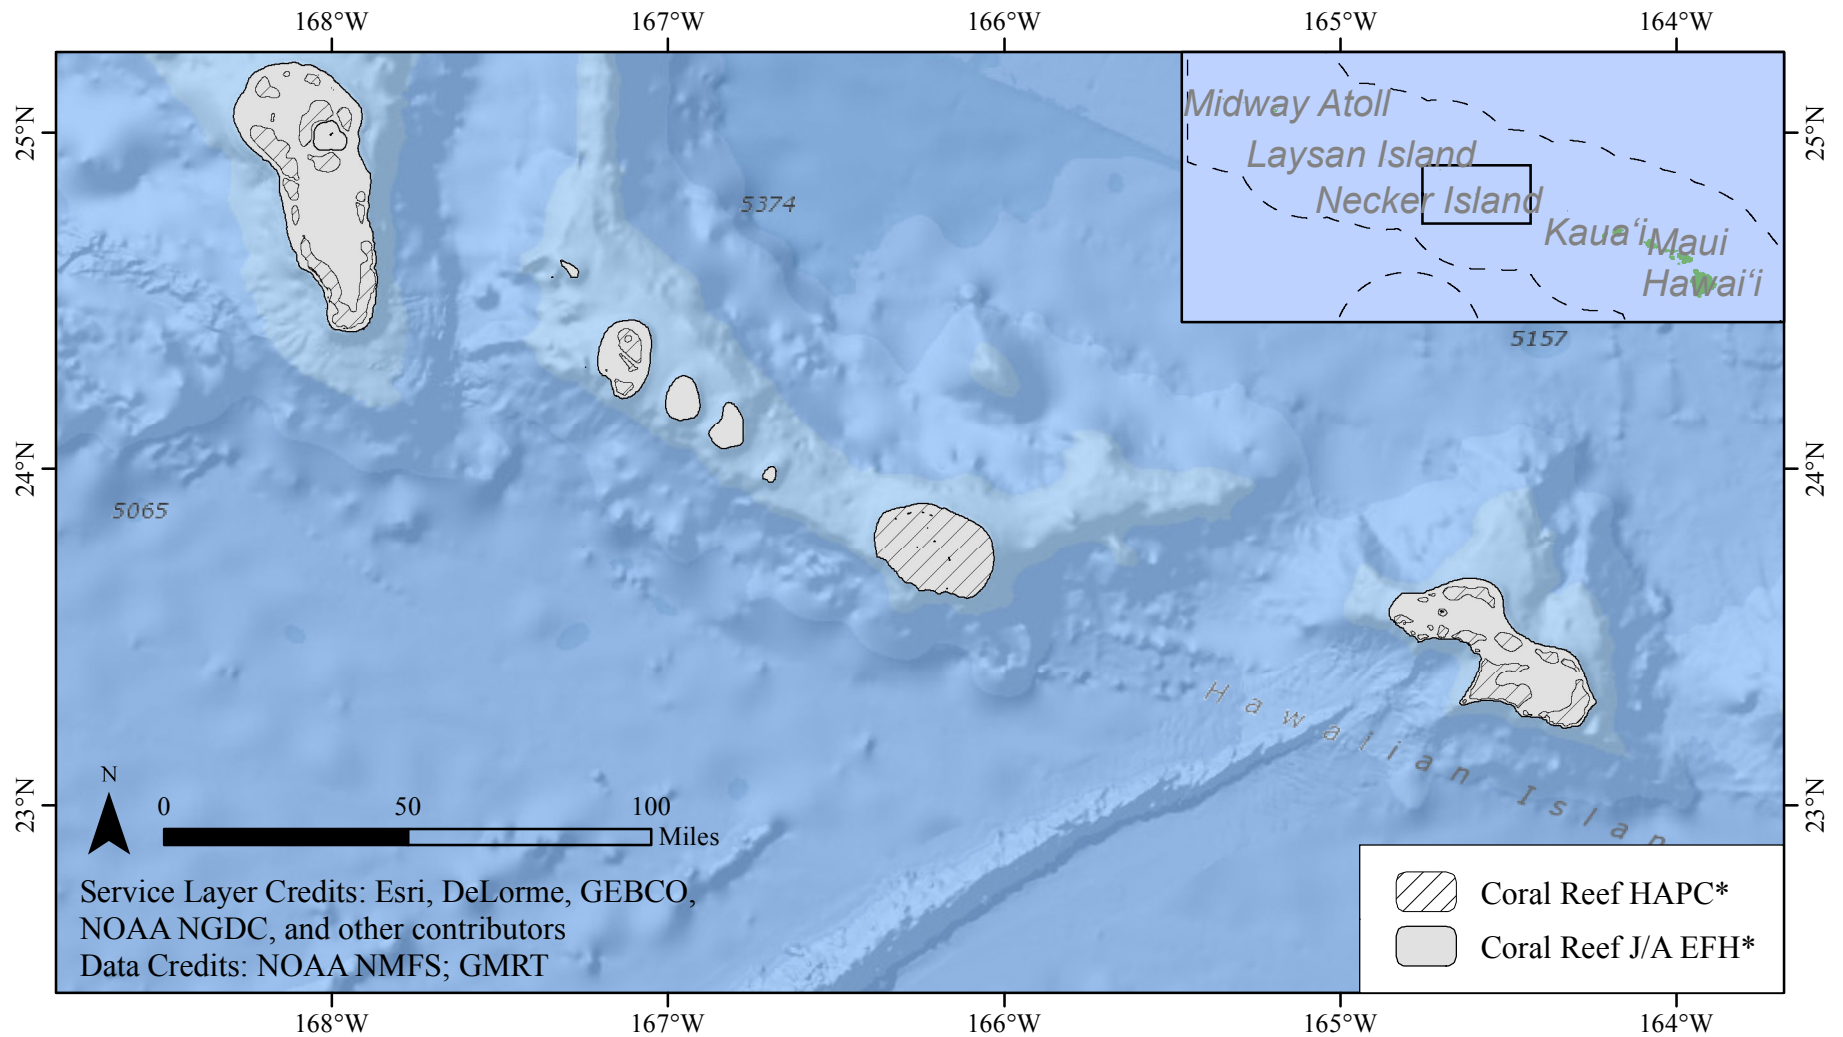 168°W 167°W 166°W 165°W 164°W
25°N
25°N
Midway Atoll
Laysan Island
Necker Island
Kauaʻi
Maui
Hawaiʻi
5374
5157
24°N
24°N
5065
Hawaiian Islan
23°N
23°N
N
0 50 100
Miles
Service Layer Credits: Esri, DeLorme, GEBCO,
NOAA NGDC, and other contributors
Data Credits: NOAA NMFS; GMRT
Coral Reef HAPC*
Coral Reef J/A EFH*
168°W 167°W 166°W 165°W 164°W